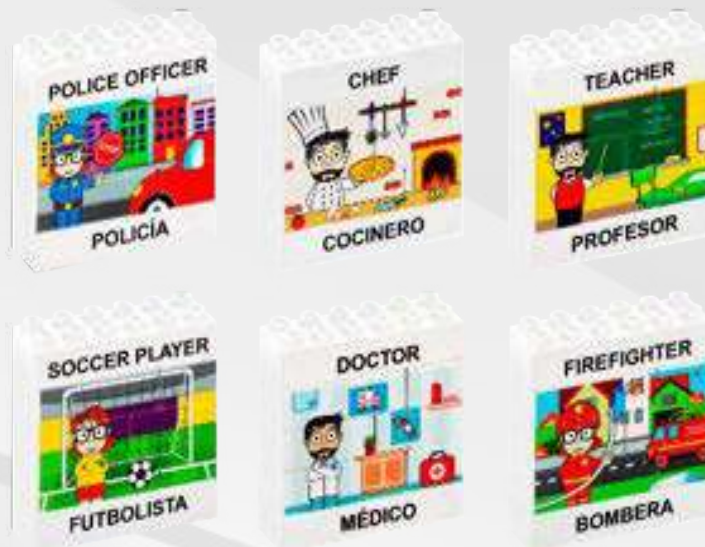 POLICE OFFICER
POLICÍA
CHEF
COCINERO
TEACHER
PROFESOR
SOCCER PLAYER
FUTBOLISTA
DOCTOR
MÉDICO
FIREFIGHTER
BOMBERA